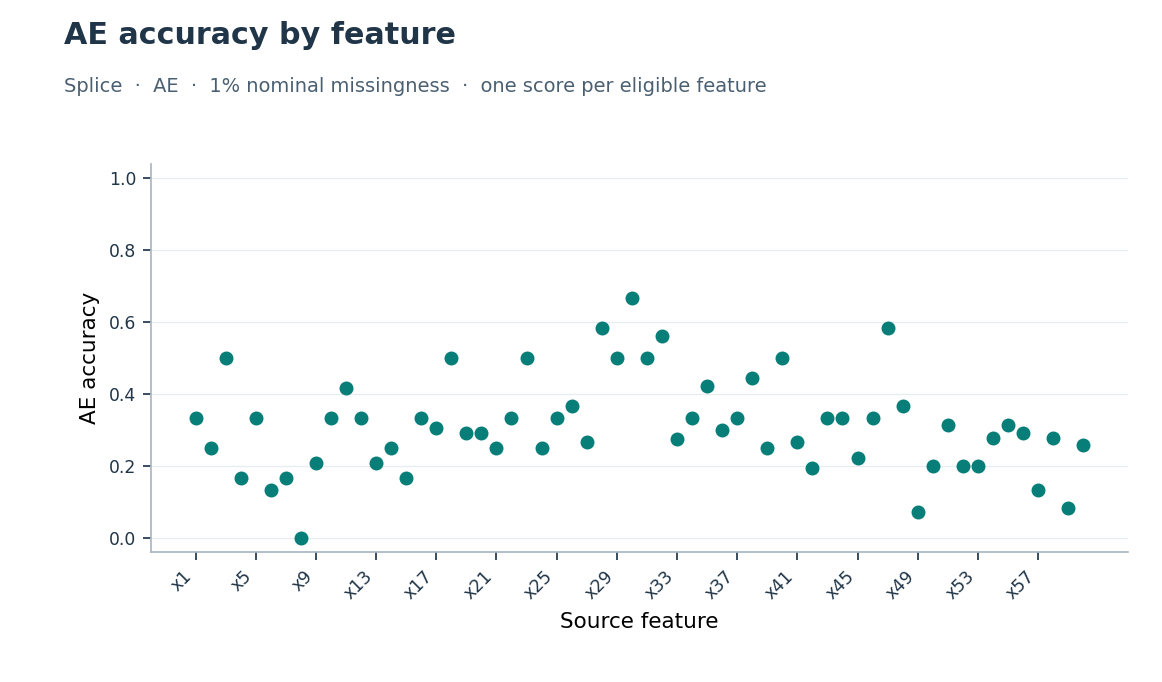 AE accuracy by feature
Splice · AE · 1% nominal missingness · one score per eligible feature
1.0
0.8
0.6
0.4
0.2
0.0
AE accuracy
x1 x5 x9 x13 x17 x21 x25 x29 x33 x37 x41 x45 x49 x53 x57
Source feature